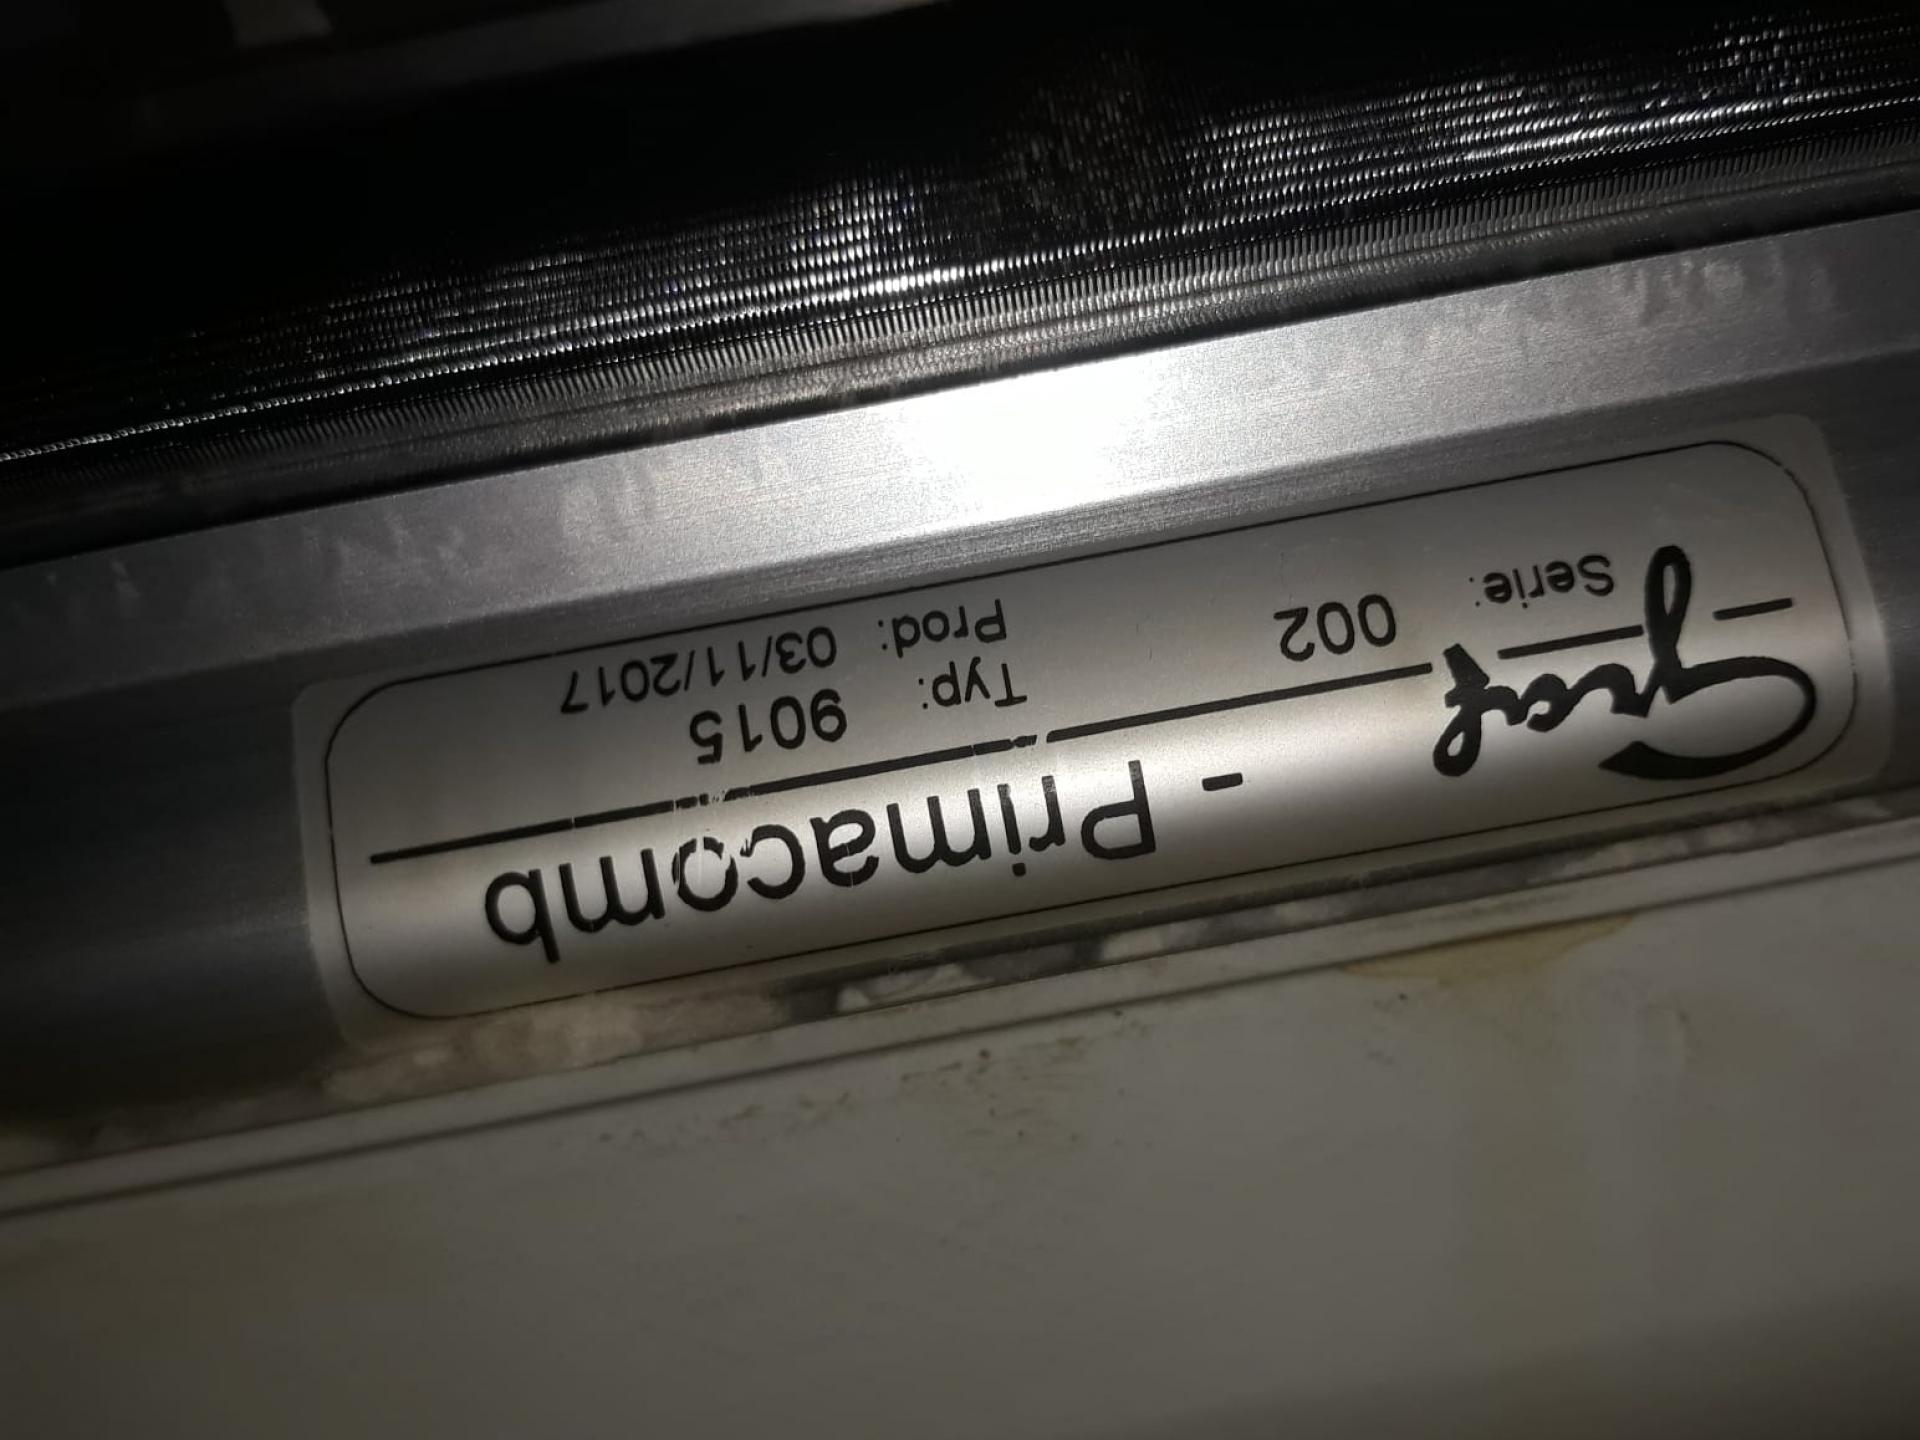 Graf - Primacomb
Serie: 002 Typ: 9015
Prod: 03/11/2017